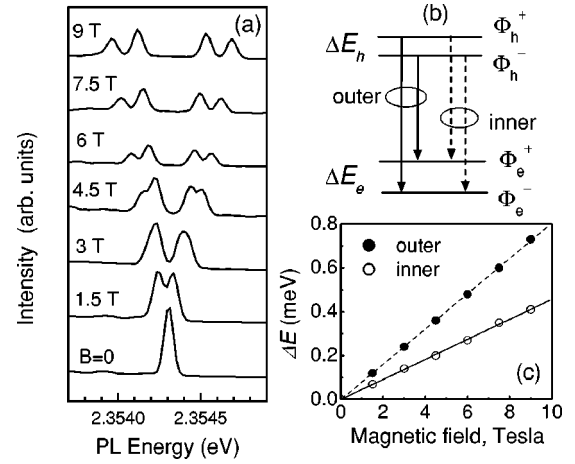 (a)
9 T
7.5 T
6 T
4.5 T
3 T
1.5 T
B=0
Intensity (arb. units)
2.3540 2.3545
PL Energy (eV)
(b)
ΔE_h
Φ_h^+
Φ_h^-
outer
inner
ΔE_e
Φ_e^+
Φ_e^-
0.8
0.6
0.4
0.2
0.0
ΔE (meV)
outer
inner
(c)
0 2 4 6 8 10
Magnetic field, Tesla